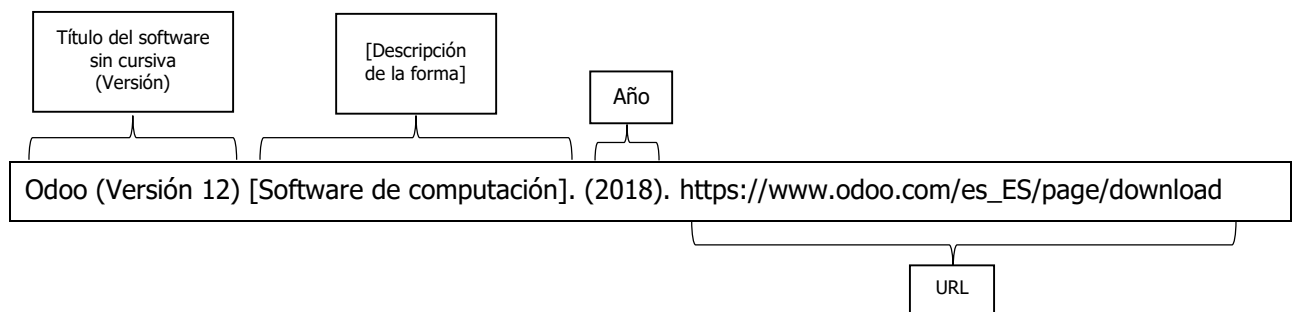 Título del software
sin cursiva
(Versión)
[Descripción
de la forma]
Año
Odoo (Versión 12) [Software de computación]. (2018). https://www.odoo.com/es_ES/page/download
URL